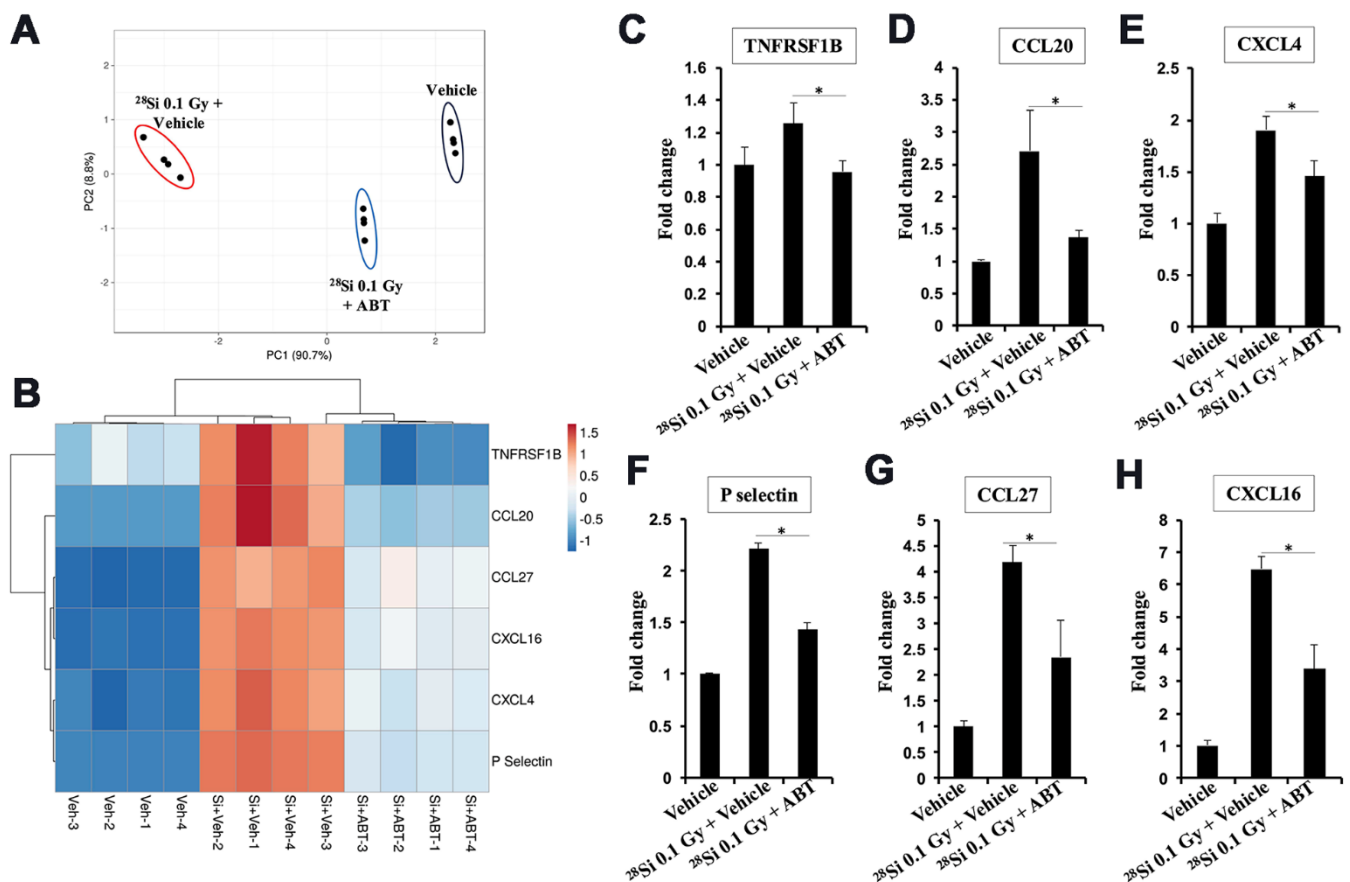 A
2
1
0
-1
-2
PC2 (8.8%)
-2
0
2
PC1 (90.7%)
²⁸Si 0.1 Gy +
Vehicle
Vehicle
²⁸Si 0.1 Gy
+ ABT
B
TNFRSF1B
CCL20
CCL27
CXCL16
CXCL4
P Selectin
1.5
1
0.5
0
-0.5
-1
Veh-3
Veh-2
Veh-1
Veh-4
Si+Veh-2
Si+Veh-1
Si+Veh-4
Si+Veh-3
Si+ABT-3
Si+ABT-2
Si+ABT-1
Si+ABT-4
C
TNFRSF1B
Fold change
1.6
1.4
1.2
1
0.8
0.6
0.4
0.2
0
*
Vehicle
²⁸Si 0.1 Gy + Vehicle
²⁸Si 0.1 Gy + ABT
D
CCL20
Fold change
4
3.5
3
2.5
2
1.5
1
0.5
0
*
Vehicle
²⁸Si 0.1 Gy + Vehicle
²⁸Si 0.1 Gy + ABT
E
CXCL4
Fold change
2.5
2
1.5
1
0.5
0
*
Vehicle
²⁸Si 0.1 Gy + Vehicle
²⁸Si 0.1 Gy + ABT
F
P selectin
Fold change
2.5
2
1.5
1
0.5
0
*
Vehicle
²⁸Si 0.1 Gy + Vehicle
²⁸Si 0.1 Gy + ABT
G
CCL27
Fold change
5
4.5
4
3.5
3
2.5
2
1.5
1
0.5
0
*
Vehicle
²⁸Si 0.1 Gy + Vehicle
²⁸Si 0.1 Gy + ABT
H
CXCL16
Fold change
8
7
6
5
4
3
2
1
0
*
Vehicle
²⁸Si 0.1 Gy + Vehicle
²⁸Si 0.1 Gy + ABT